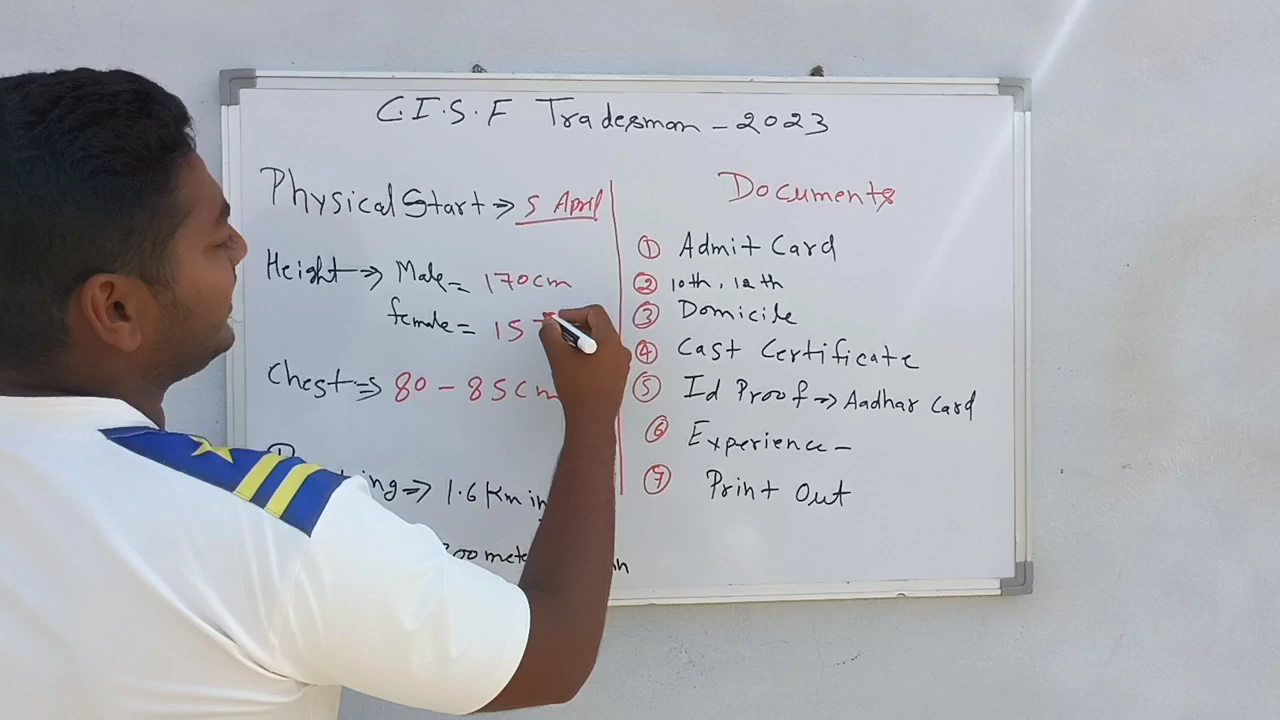 C.I.S.F Tradesman - 2023
Physical Start → 5 April
Height → Male = 170cm
female = 15
Chest → 80 - 85cm
→ 1.6 Km in
Documents
① Admit Card
② 10th, 12th
③ Domicile
④ Cast Certificate
⑤ Id Proof → Aadhar Card
⑥ Experience -
⑦ Print Out